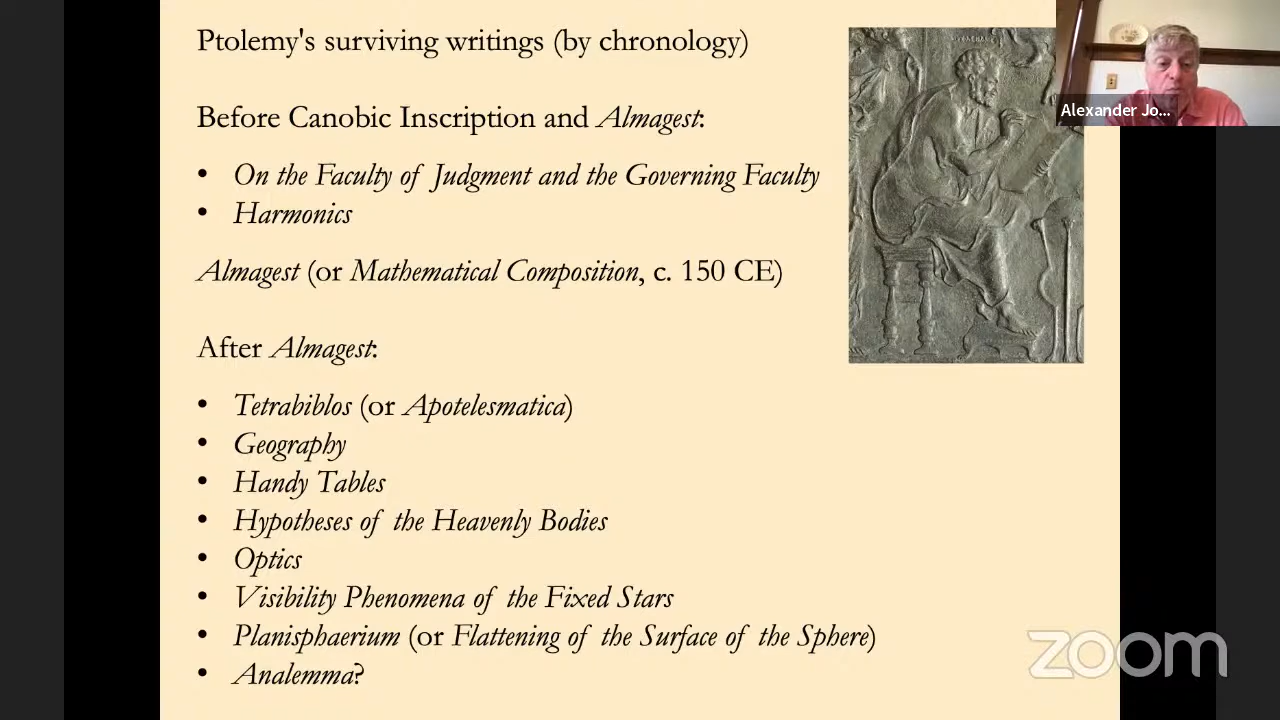 Ptolemy's surviving writings (by chronology)
Before Canobic Inscription and Almagest:
• On the Faculty of Judgment and the Governing Faculty
• Harmonics
Almagest (or Mathematical Composition, c. 150 CE)
After Almagest:
• Tetrabiblos (or Apotelesmatica)
• Geography
• Handy Tables
• Hypotheses of the Heavenly Bodies
• Optics
• Visibility Phenomena of the Fixed Stars
• Planisphaerium (or Flattening of the Surface of the Sphere)
• Analemma?
Alexander Jo...
zoom